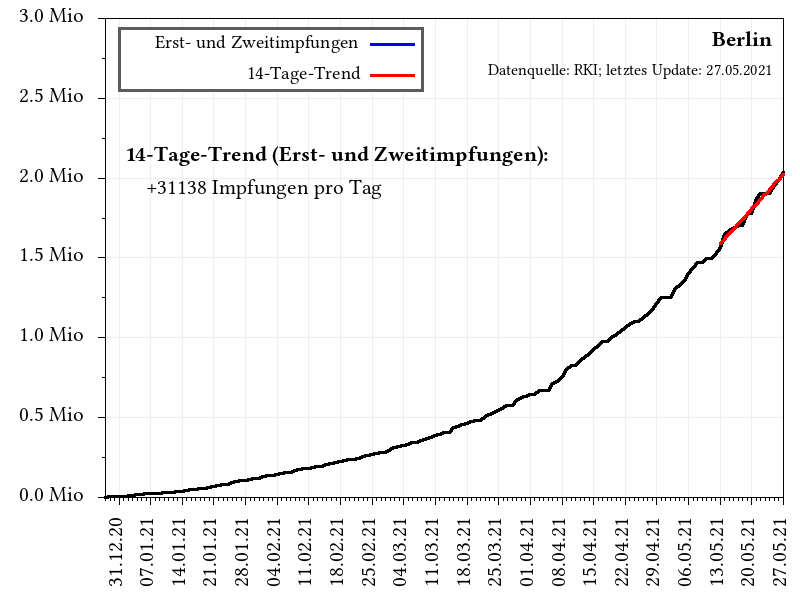 3.0 Mio
2.5 Mio
2.0 Mio
1.5 Mio
1.0 Mio
0.5 Mio
0.0 Mio
Erst- und Zweitimpfungen
14-Tage-Trend
Berlin
Datenquelle: RKI; letztes Update: 27.05.2021
14-Tage-Trend (Erst- und Zweitimpfungen):
+31138 Impfungen pro Tag
31.12.20
07.01.21
14.01.21
21.01.21
28.01.21
04.02.21
11.02.21
18.02.21
25.02.21
04.03.21
11.03.21
18.03.21
25.03.21
01.04.21
08.04.21
15.04.21
22.04.21
29.04.21
06.05.21
13.05.21
20.05.21
27.05.21